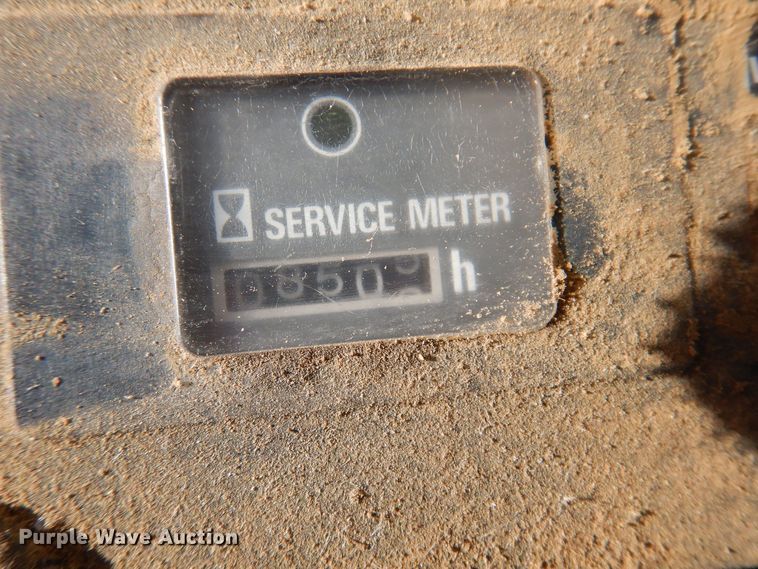 SERVICE METER
0850 h
Purple Wave Auction